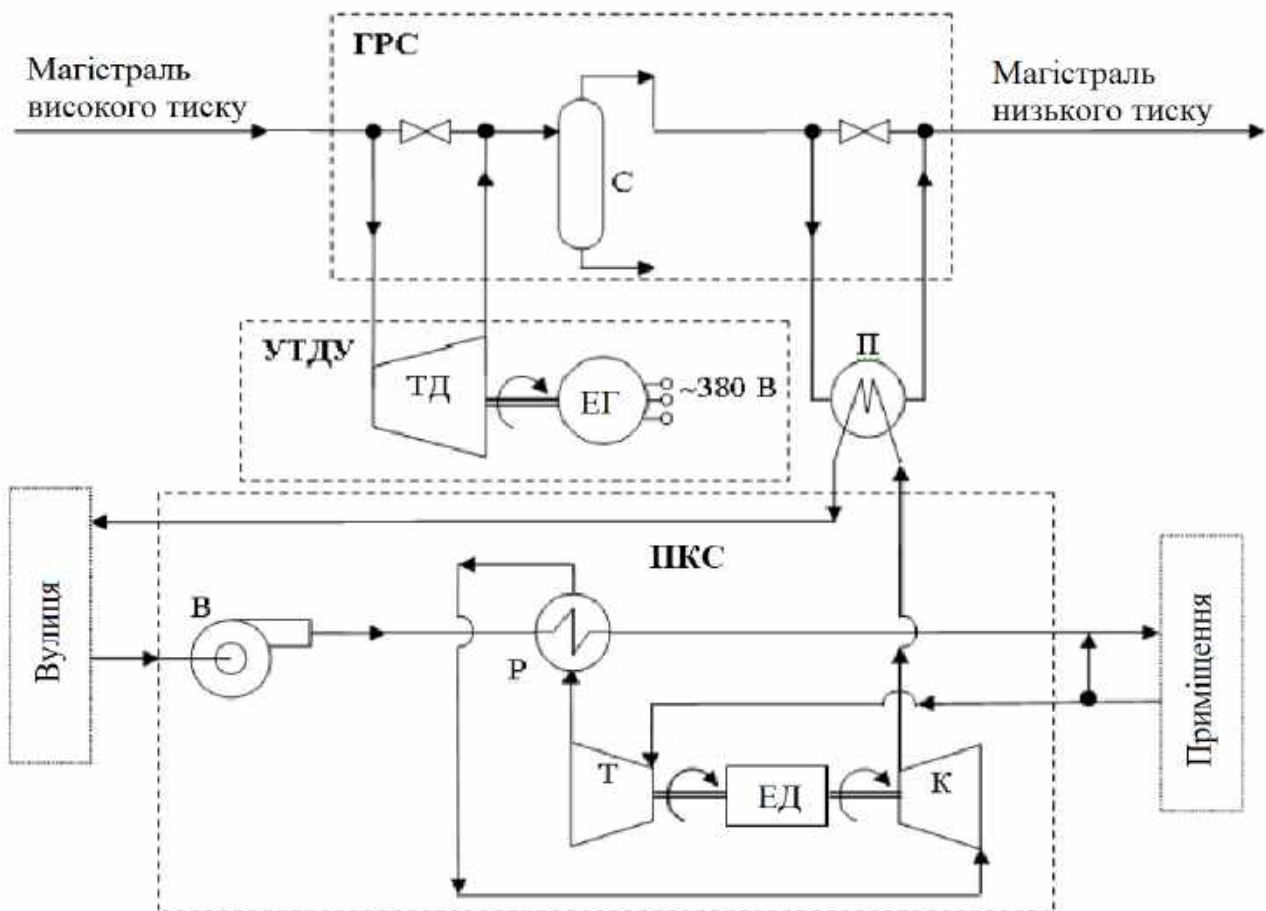 ГРС
Магістраль
високого тиску
Магістраль
низького тиску
С
УТДУ
ТД
ЕГ
~380 В
П
ПКС
Вулиця
В
Р
Приміщення
Т
ЕД
К